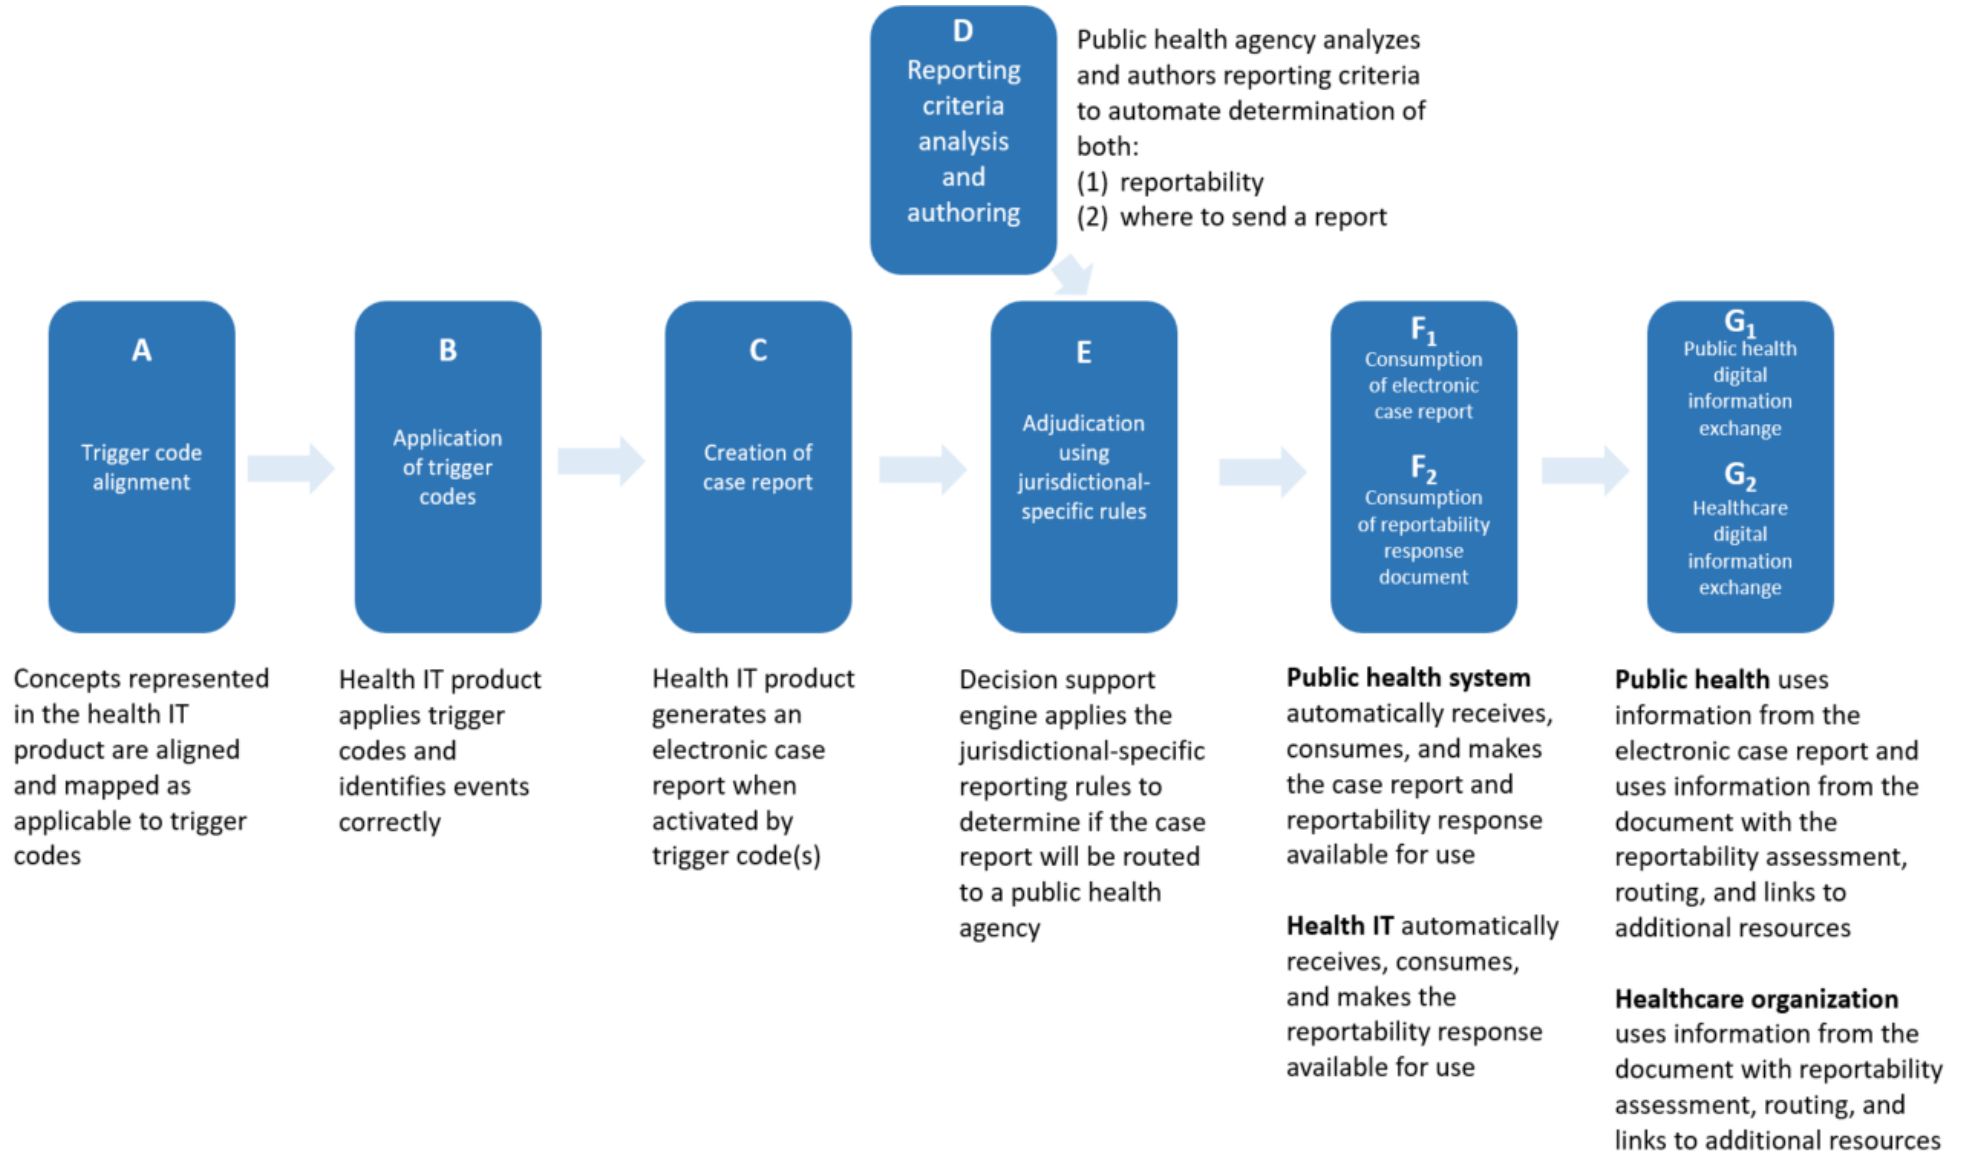 D
Reporting
criteria
analysis
and
authoring
Public health agency analyzes
and authors reporting criteria
to automate determination of
both:
(1) reportability
(2) where to send a report
A
Trigger code
alignment
B
Application
of trigger
codes
C
Creation of
case report
E
Adjudication
using
jurisdictional-
specific rules
F1
Consumption
of electronic
case report
F2
Consumption
of reportability
response
document
G1
Public health
digital
information
exchange
G2
Healthcare
digital
information
exchange
Concepts represented
in the health IT
product are aligned
and mapped as
applicable to trigger
codes
Health IT product
applies trigger
codes and
identifies events
correctly
Health IT product
generates an
electronic case
report when
activated by
trigger code(s)
Decision support
engine applies the
jurisdictional-specific
reporting rules to
determine if the case
report will be routed
to a public health
agency
Public health system
automatically receives,
consumes, and makes
the case report and
reportability response
available for use
Health IT automatically
receives, consumes,
and makes the
reportability response
available for use
Public health uses
information from the
electronic case report and
uses information from the
document with the
reportability assessment,
routing, and links to
additional resources
Healthcare organization
uses information from the
document with reportability
assessment, routing, and
links to additional resources